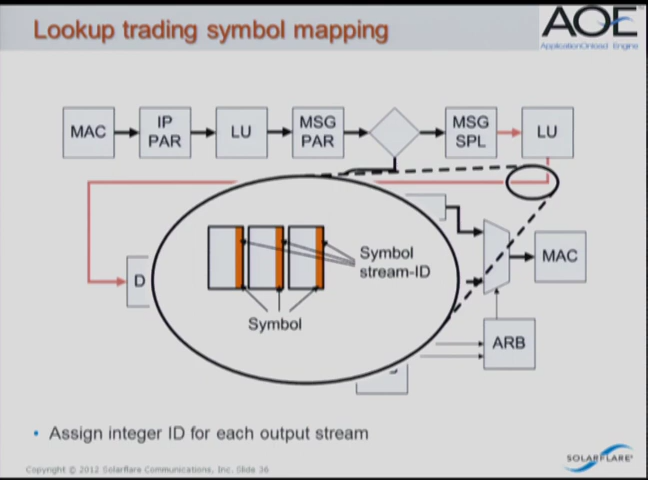 Lookup trading symbol mapping
AOE
ApplicationOnload Engine
MAC
IP
PAR
LU
MSG
PAR
MSG
SPL
LU
D
Symbol
stream-ID
Symbol
MAC
ARB
• Assign integer ID for each output stream
Copyright © 2012 Solarflare Communications, Inc. Slide 36
SOLARFLARE®